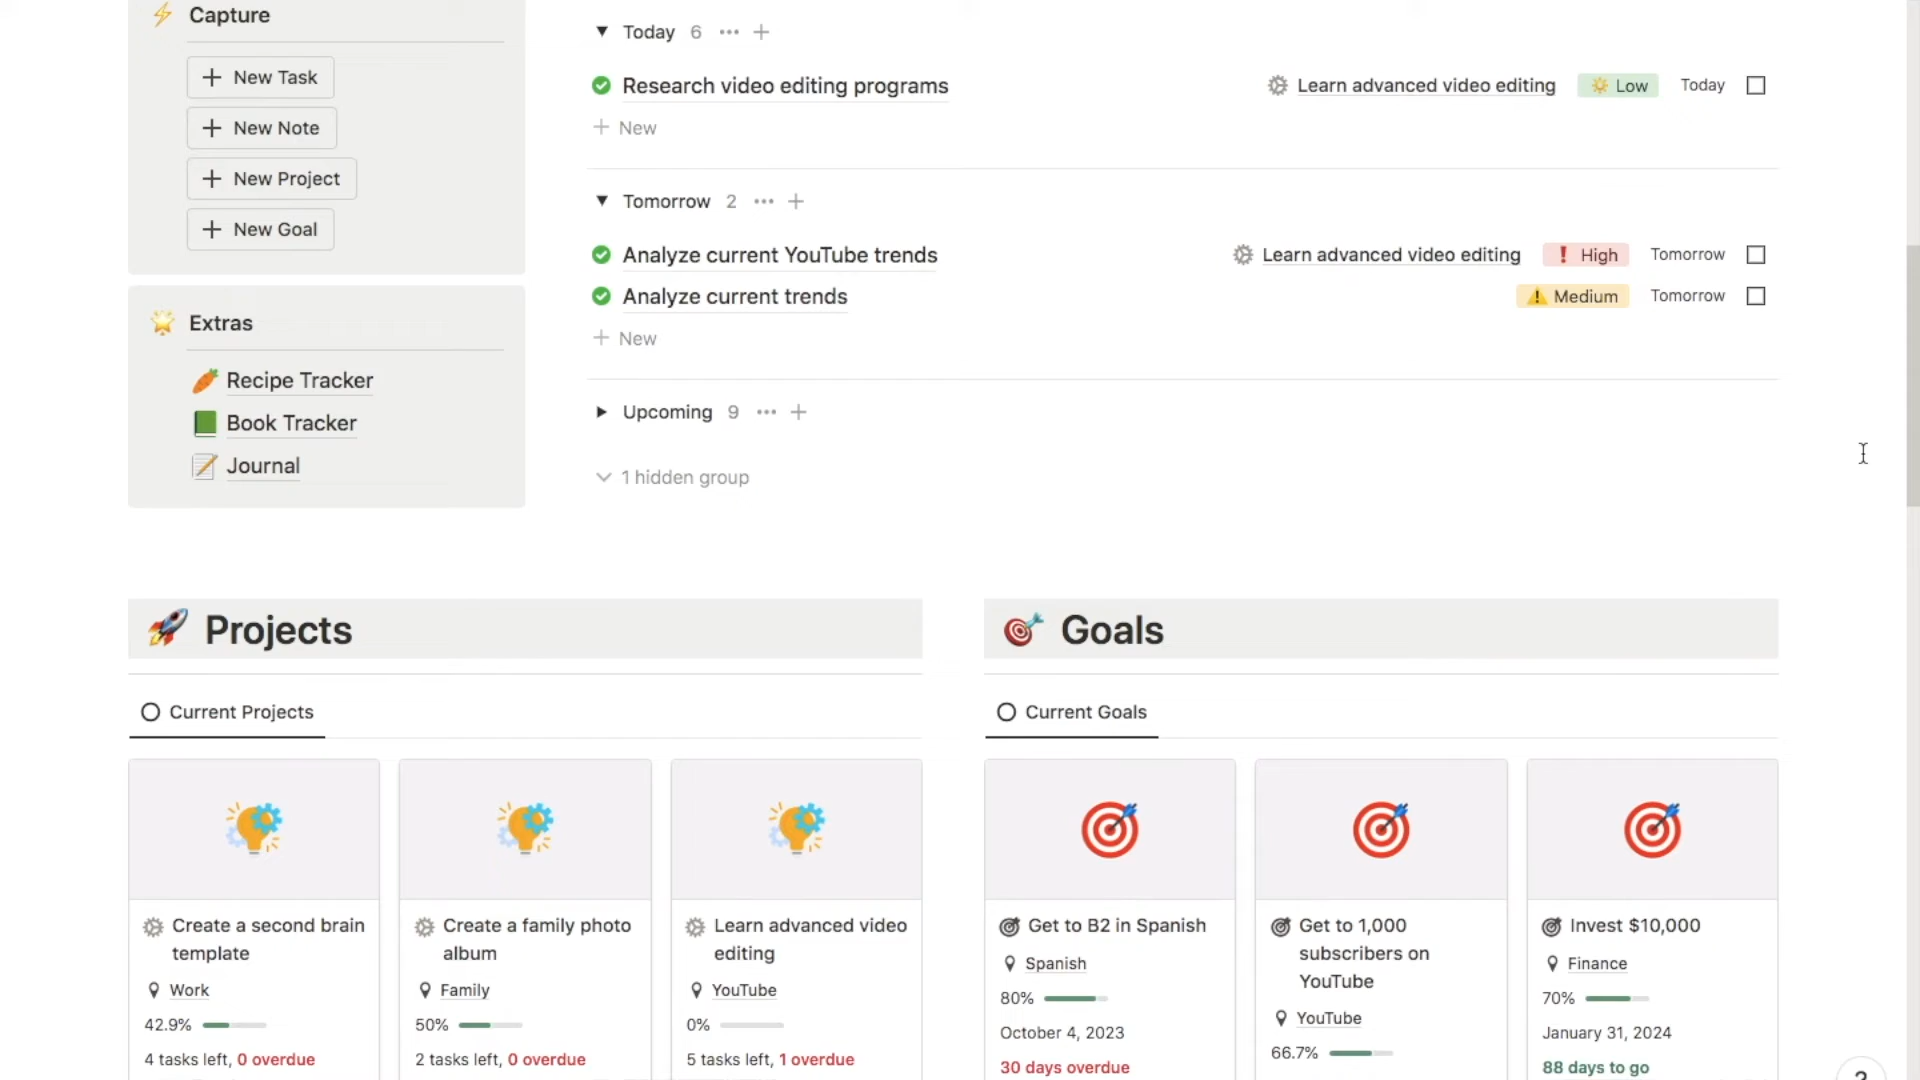 Capture
New Task
New Note
New Project
New Goal
Extras
Recipe Tracker
Book Tracker
Journal
Today 6
Research video editing programs Learn advanced video editing Low Today
New
Tomorrow 2
Analyze current YouTube trends Learn advanced video editing High Tomorrow
Analyze current trends Medium Tomorrow
New
Upcoming 9
1 hidden group
Projects
Current Projects
Create a second brain
template
Work
42.9%
4 tasks left, 0 overdue
Create a family photo
album
Family
50%
2 tasks left, 0 overdue
Learn advanced video
editing
YouTube
0%
5 tasks left, 1 overdue
Goals
Current Goals
Get to B2 in Spanish
Spanish
80%
October 4, 2023
30 days overdue
Get to 1,000
subscribers on
YouTube
YouTube
66.7%
Invest $10,000
Finance
70%
January 31, 2024
88 days to go